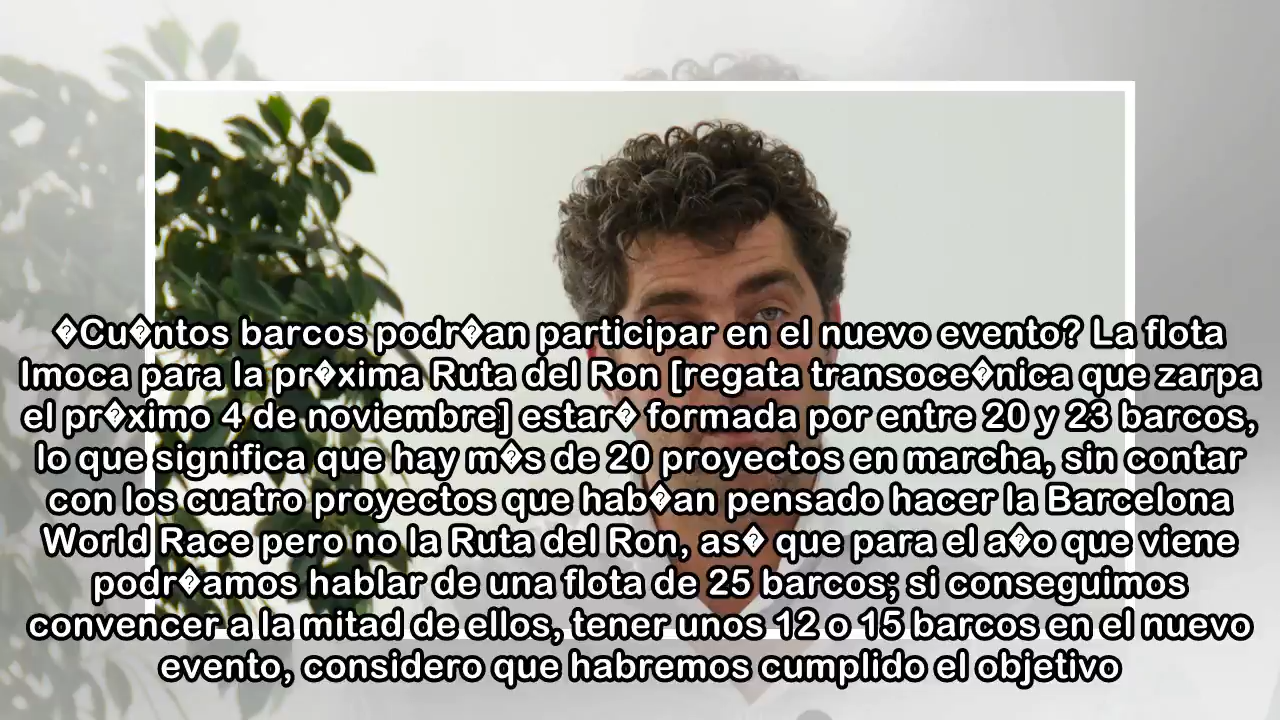 �Cu�ntos barcos podr�an participar en el nuevo evento? La flota
Imoca para la pr�xima Ruta del Ron [regata transoce�nica que zarpa
el pr�ximo 4 de noviembre] estar� formada por entre 20 y 23 barcos,
lo que significa que hay m�s de 20 proyectos en marcha, sin contar
con los cuatro proyectos que hab�an pensado hacer la Barcelona
World Race pero no la Ruta del Ron, as� que para el a�o que viene
podr�amos hablar de una flota de 25 barcos; si conseguimos
convencer a la mitad de ellos, tener unos 12 o 15 barcos en el nuevo
evento, considero que habremos cumplido el objetivo